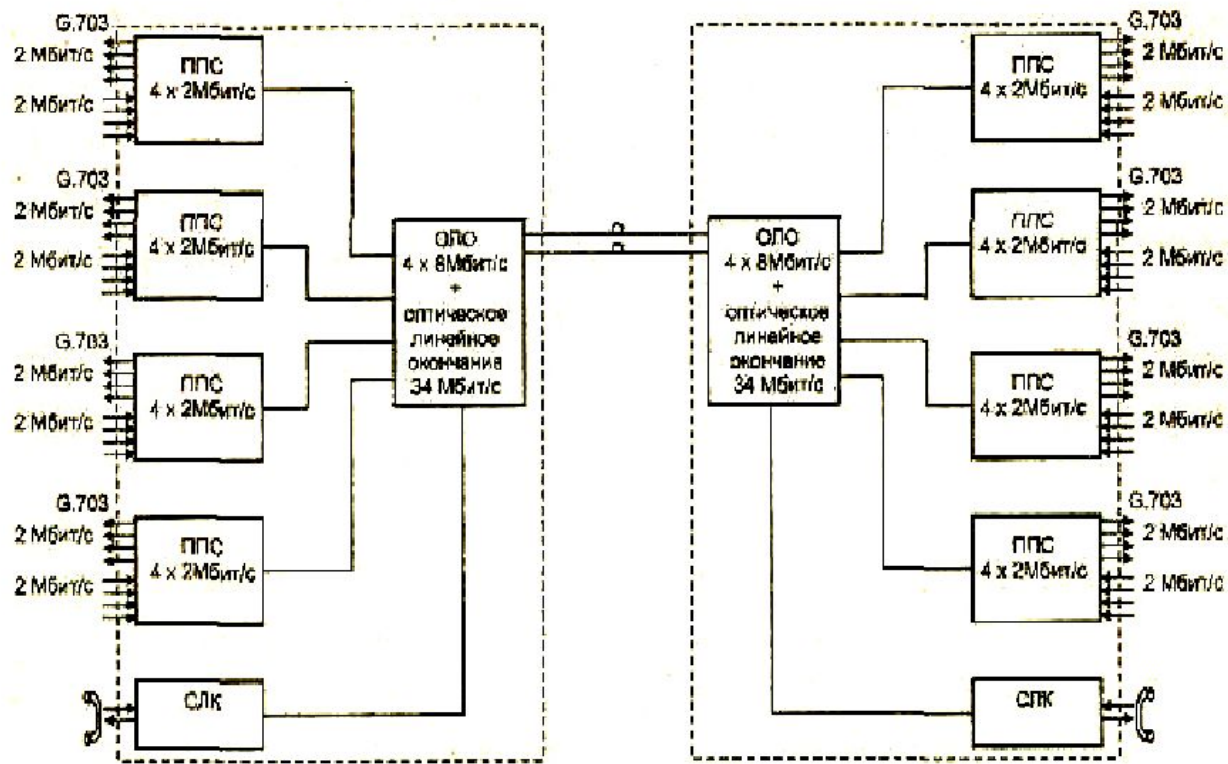 G.703
2 Мбит/с
2 Мбит/с
ППС
4 x 2Мбит/с
G.703
2 Мбит/с
2 Мбит/с
ППС
4 x 2Мбит/с
G.703
2 Мбит/с
2 Мбит/с
ППС
4 x 2Мбит/с
G.703
2 Мбит/с
2 Мбит/с
ППС
4 x 2Мбит/с
СЛК
ОЛО
4 x 8Мбит/с
+
оптическое
линейное
окончание
34 Мбит/с
ОЛО
4 x 8Мбит/с
+
оптическое
линейное
окончание
34 Мбит/с
ППС
4 x 2Мбит/с
G.703
2 Мбит/с
2 Мбит/с
ППС
4 x 2Мбит/с
G.703
2 Мбит/с
2 Мбит/с
ППС
4 x 2Мбит/с
G.703
2 Мбит/с
2 Мбит/с
ППС
4 x 2Мбит/с
G.703
2 Мбит/с
2 Мбит/с
СЛК